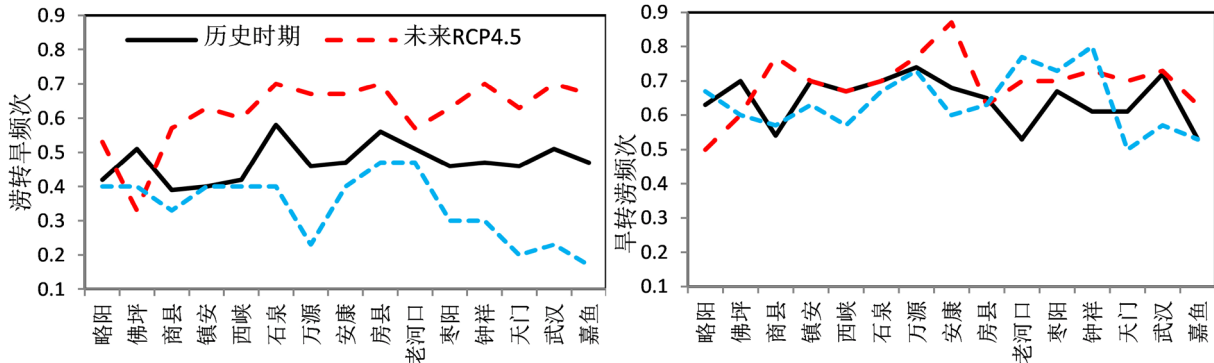 0.9
0.8
0.7
0.6
0.5
0.4
0.3
0.2
0.1
涝转旱频次
历史时期
未来RCP4.5
略阳
佛坪
商县
镇安
西峡
石泉
万源
安康
房县
老河口
枣阳
钟祥
天门
武汉
嘉鱼
0.9
0.8
0.7
0.6
0.5
0.4
0.3
0.2
0.1
旱转涝频次
略阳
佛坪
商县
镇安
西峡
石泉
万源
安康
房县
老河口
枣阳
钟祥
天门
武汉
嘉鱼